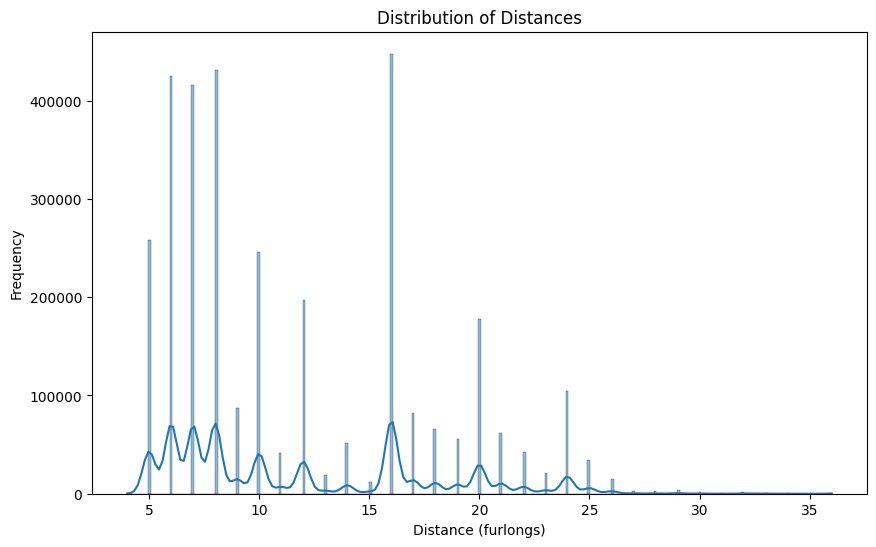 Distribution of Distances
400000
300000
200000
100000
0
Frequency
5 10 15 20 25 30 35
Distance (furlongs)